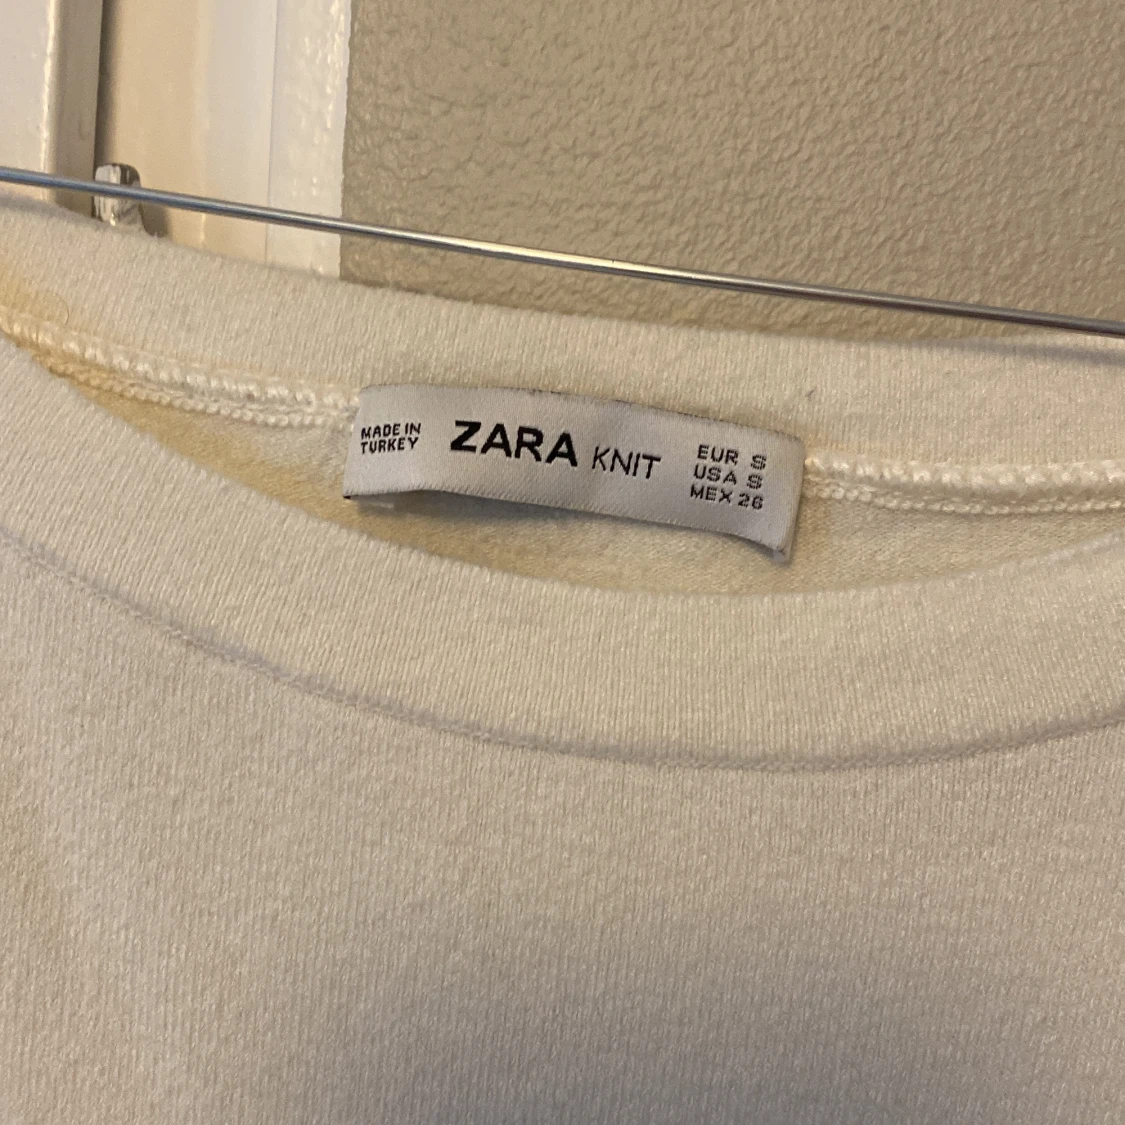 MADE IN
TURKEY
ZARA KNIT
EUR S
USA S
MEX 26